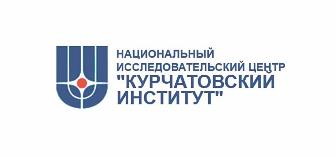 НАЦИОНАЛЬНЫЙ
ИССЛЕДОВАТЕЛЬСКИЙ ЦЕНТР
"КУРЧАТОВСКИЙ
ИНСТИТУТ"